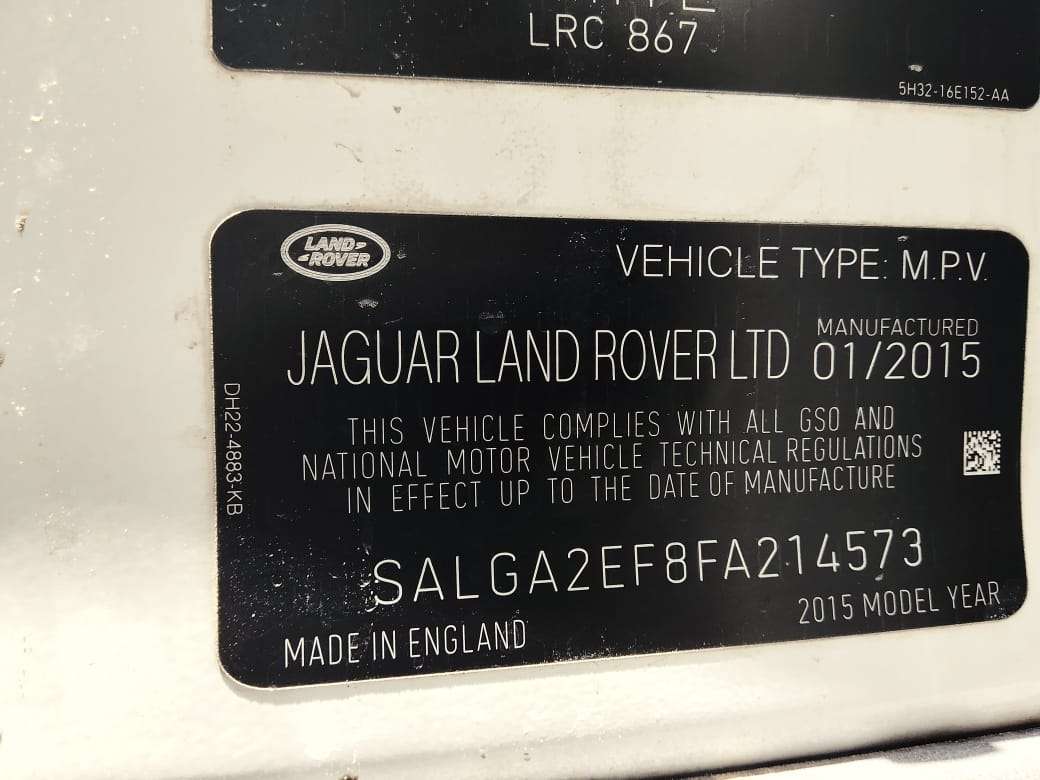 LRC 867
5H32-16E152-AA
LAND-
-ROVER
VEHICLE TYPE: M.P.V.
JAGUAR LAND ROVER LTD
MANUFACTURED
01/2015
THIS VEHICLE COMPLIES WITH ALL GSO AND
NATIONAL MOTOR VEHICLE TECHNICAL REGULATIONS
IN EFFECT UP TO THE DATE OF MANUFACTURE
DH22-4883-KB
SALGA2EF8FA214573
2015 MODEL YEAR
MADE IN ENGLAND